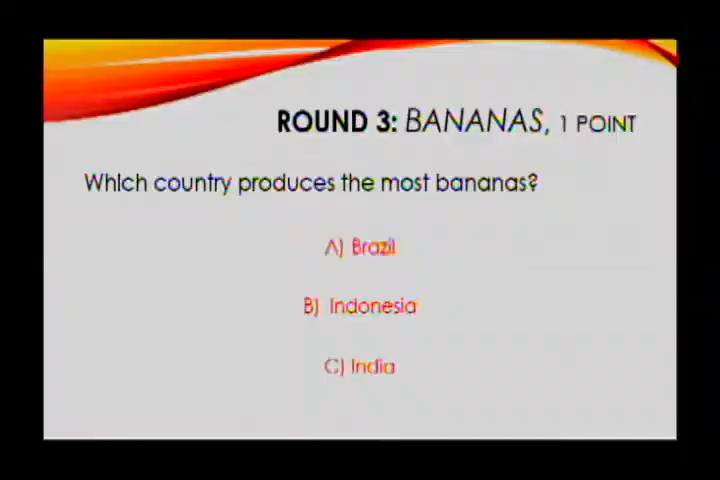 ROUND 3: BANANAS, 1 POINT
Which country produces the most bananas?
A) Brazil
B) Indonesia
C) India